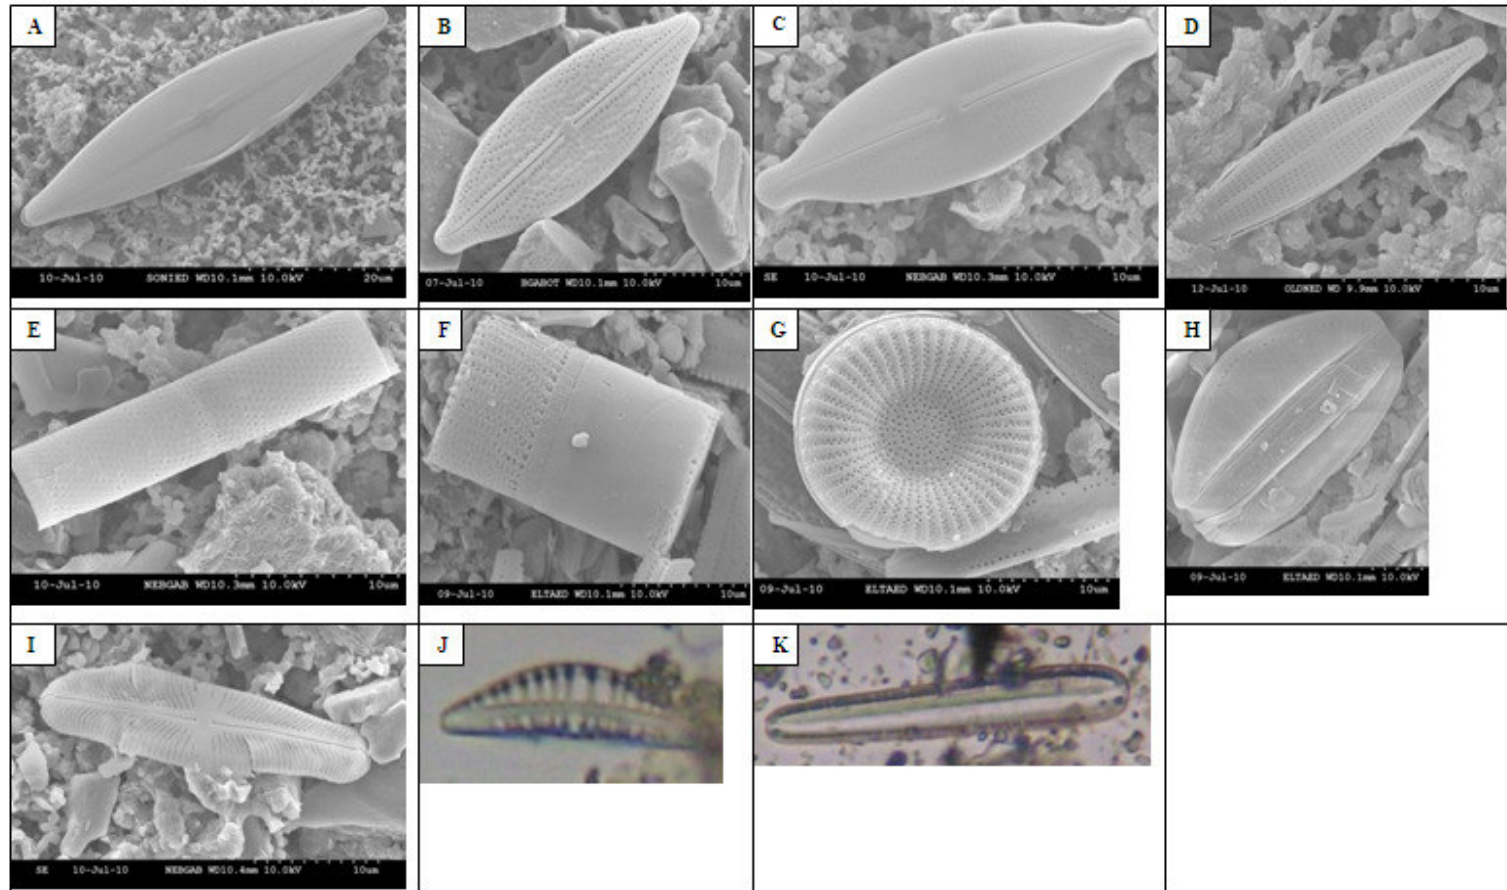 A
10-Jul-10 SONIED WD10.1mm 10.0kV 20um
B
07-Jul-10 BGABOT WD10.1mm 10.0kV 10um
C
SE 10-Jul-10 NEBGAB WD10.3mm 10.0kV 10um
D
12-Jul-10 OLDNED WD 9.9mm 10.0kV 10um
E
10-Jul-10 NEBGAB WD10.3mm 10.0kV 10um
F
09-Jul-10 ELTAED WD10.1mm 10.0kV 10um
G
09-Jul-10 ELTAED WD10.1mm 10.0kV 10um
H
09-Jul-10 ELTAED WD10.1mm 10.0kV 10um
I
SE 10-Jul-10 NEBGAB WD10.4mm 10.0kV 10um
J
K